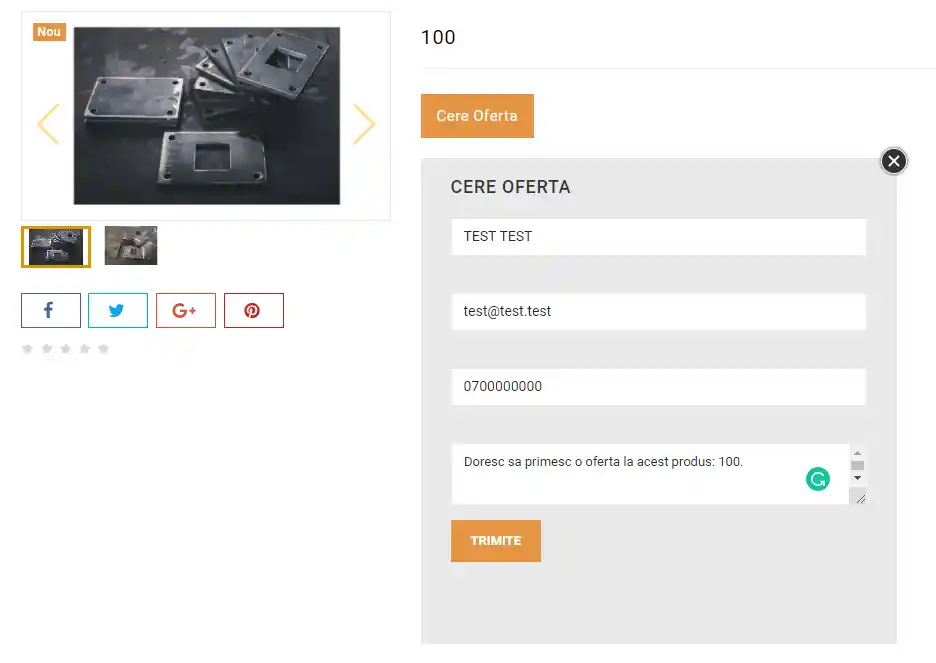 Nou
100
Cere Oferta
CERE OFERTA
TEST TEST
test@test.test
0700000000
Doresc sa primesc o oferta la acest produs: 100.
TRIMITE